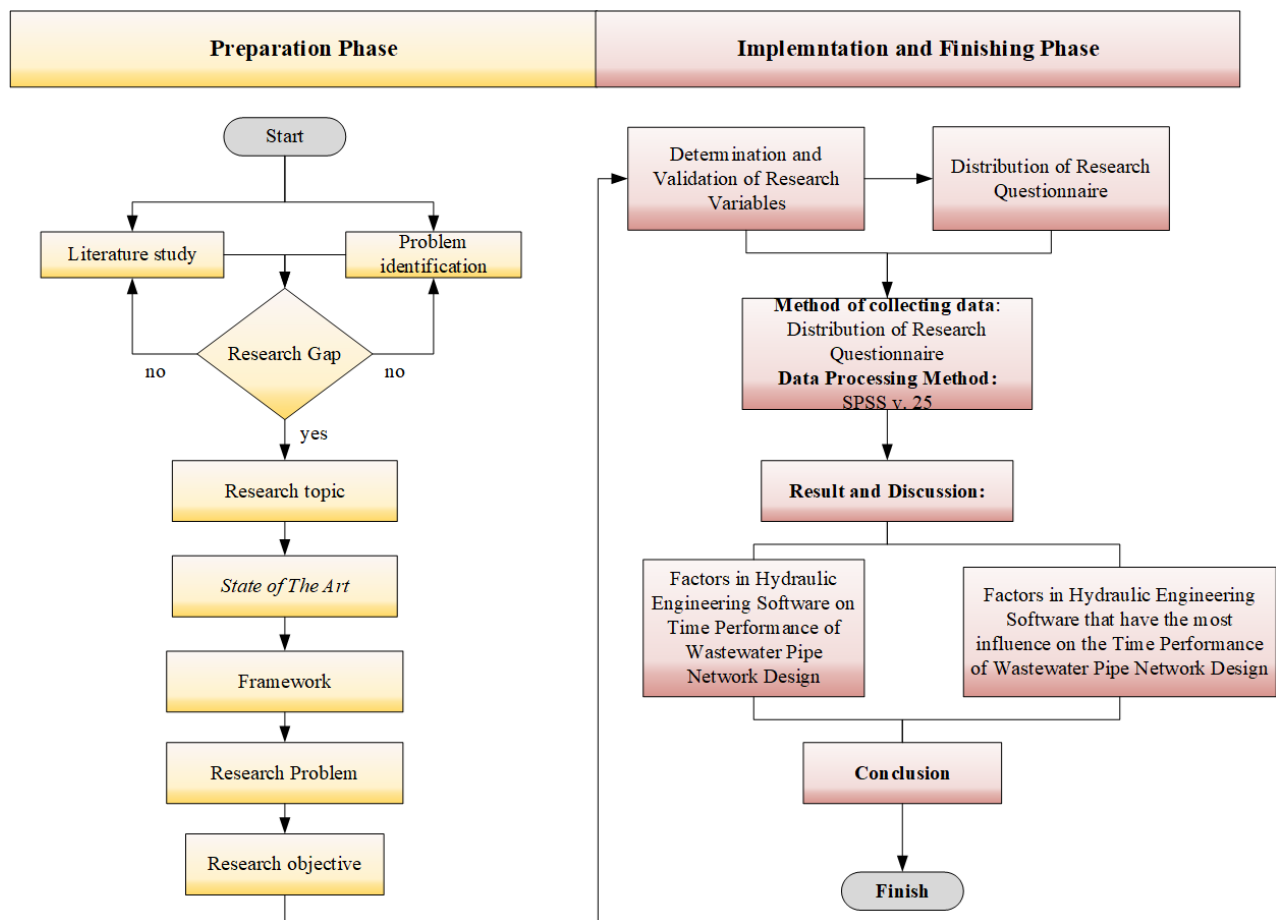 Preparation Phase
Implemntation and Finishing Phase
Start
Literature study
Problem
identification
Research Gap
no
no
yes
Research topic
State of The Art
Framework
Research Problem
Research objective
Determination and
Validation of Research
Variables
Distribution of Research
Questionnaire
Method of collecting data:
Distribution of Research
Questionnaire
Data Processing Method:
SPSS v. 25
Result and Discussion:
Factors in Hydraulic
Engineering Software on
Time Performance of
Wastewater Pipe
Network Design
Factors in Hydraulic Engineering
Software that have the most
influence on the Time Performance
of Wastewater Pipe Network Design
Conclusion
Finish